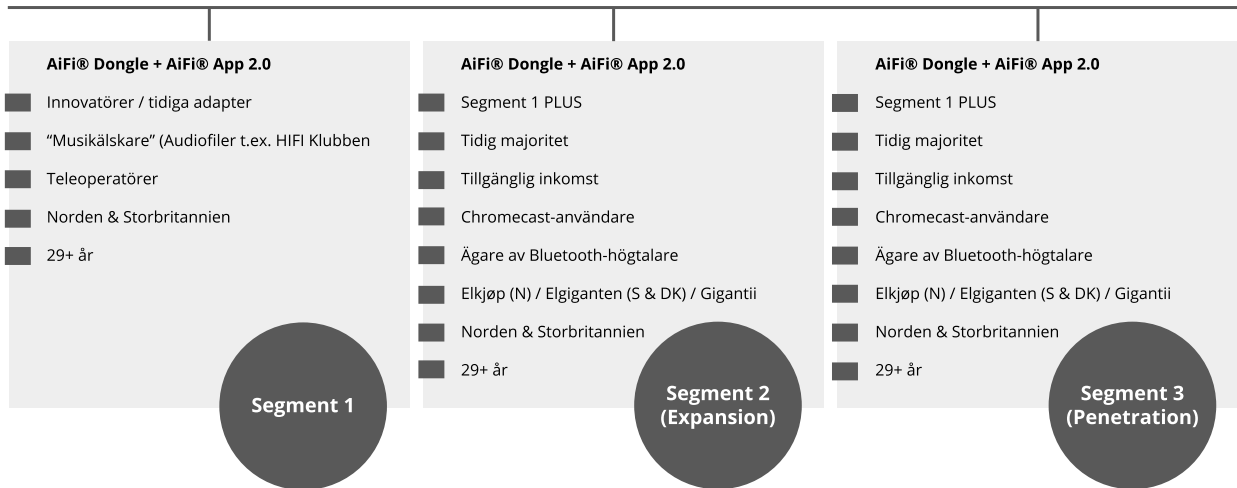 AiFi® Dongle + AiFi® App 2.0
Innovatörer / tidiga adapter
“Musikälskare” (Audiofiler t.ex. HIFI Klubben
Teleoperatörer
Norden & Storbritannien
29+ år
Segment 1
AiFi® Dongle + AiFi® App 2.0
Segment 1 PLUS
Tidig majoritet
Tillgänglig inkomst
Chromecast-användare
Ägare av Bluetooth-högtalare
Elkjøp (N) / Elgiganten (S & DK) / Gigantii
Norden & Storbritannien
29+ år
Segment 2
(Expansion)
AiFi® Dongle + AiFi® App 2.0
Segment 1 PLUS
Tidig majoritet
Tillgänglig inkomst
Chromecast-användare
Ägare av Bluetooth-högtalare
Elkjøp (N) / Elgiganten (S & DK) / Gigantii
Norden & Storbritannien
29+ år
Segment 3
(Penetration)